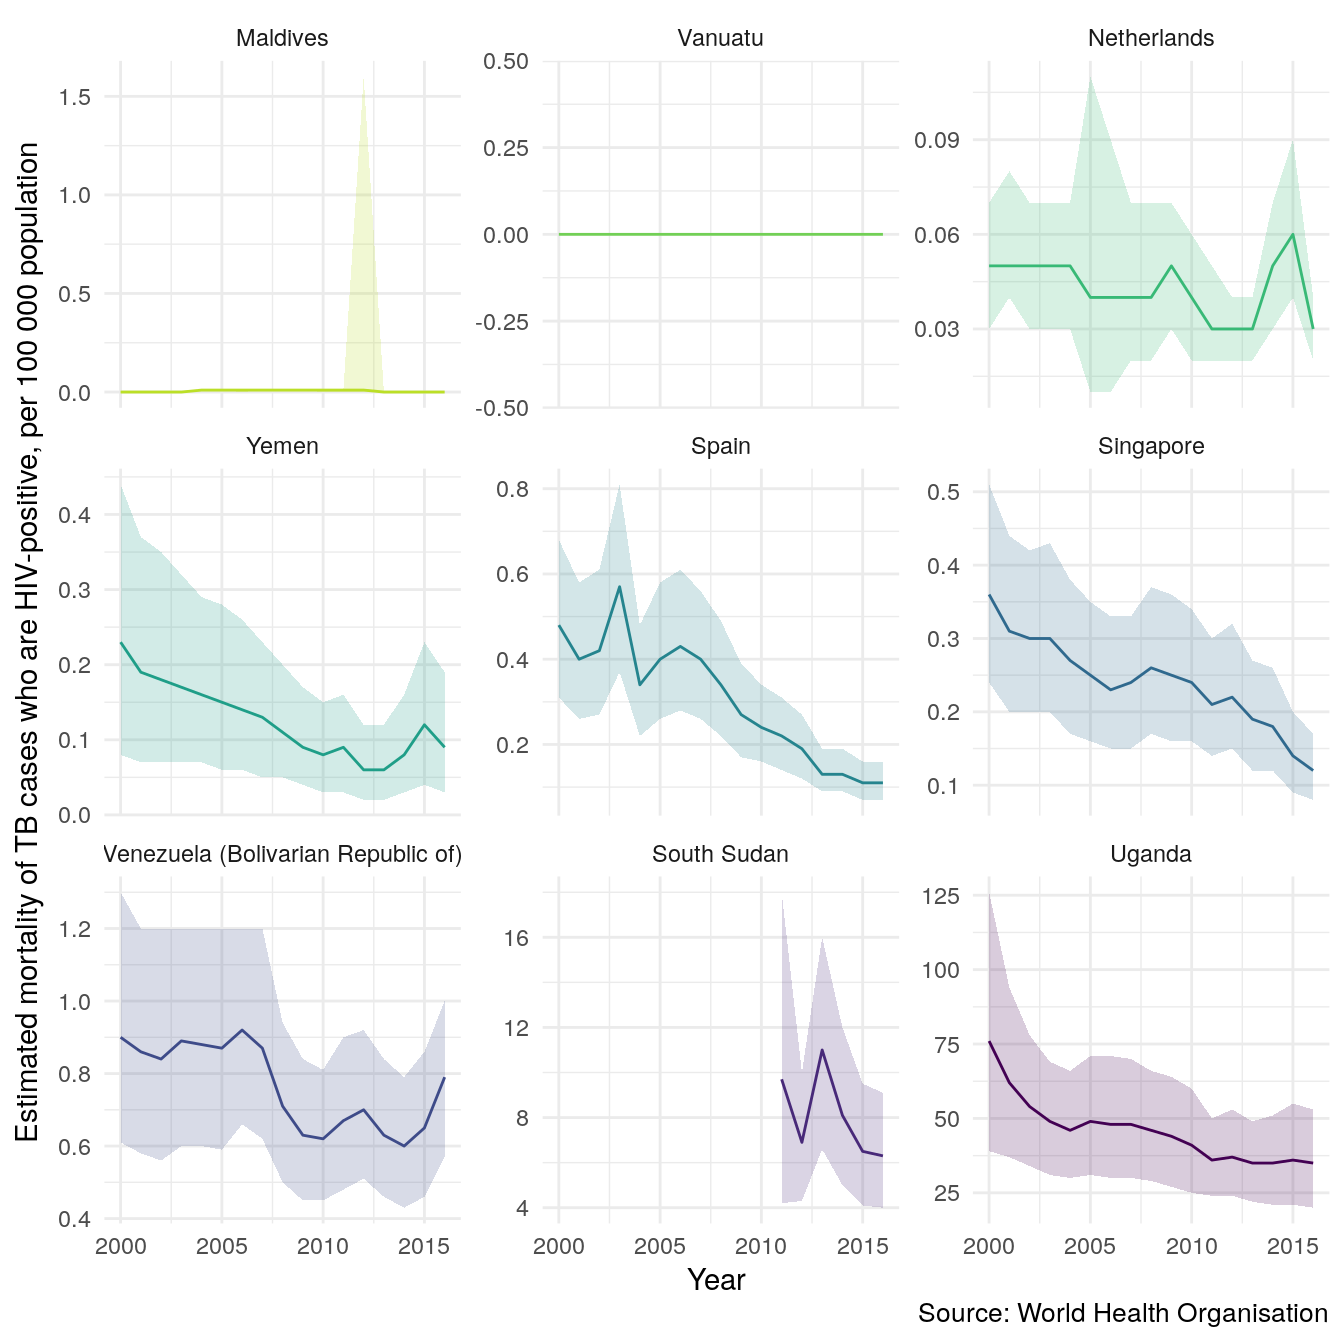 Maldives
Vanuatu
Netherlands
1.5
1.0
0.5
0.0
0.50
0.25
0.00
-0.25
-0.50
0.09
0.06
0.03
Yemen
Spain
Singapore
0.4
0.3
0.2
0.1
0.0
0.8
0.6
0.4
0.2
0.5
0.4
0.3
0.2
0.1
Venezuela (Bolivarian Republic of)
South Sudan
Uganda
1.2
1.0
0.8
0.6
0.4
16
12
8
4
125
100
75
50
25
2000 2005 2010 2015
2000 2005 2010 2015
2000 2005 2010 2015
Estimated mortality of TB cases who are HIV-positive, per 100 000 population
Year
Source: World Health Organisation